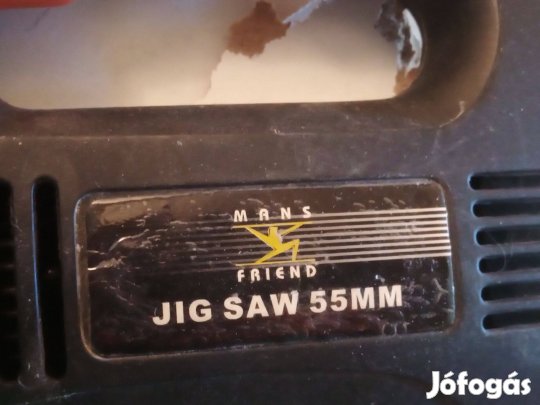 MANS
FRIEND
JIG SAW 55MM
Jófogás